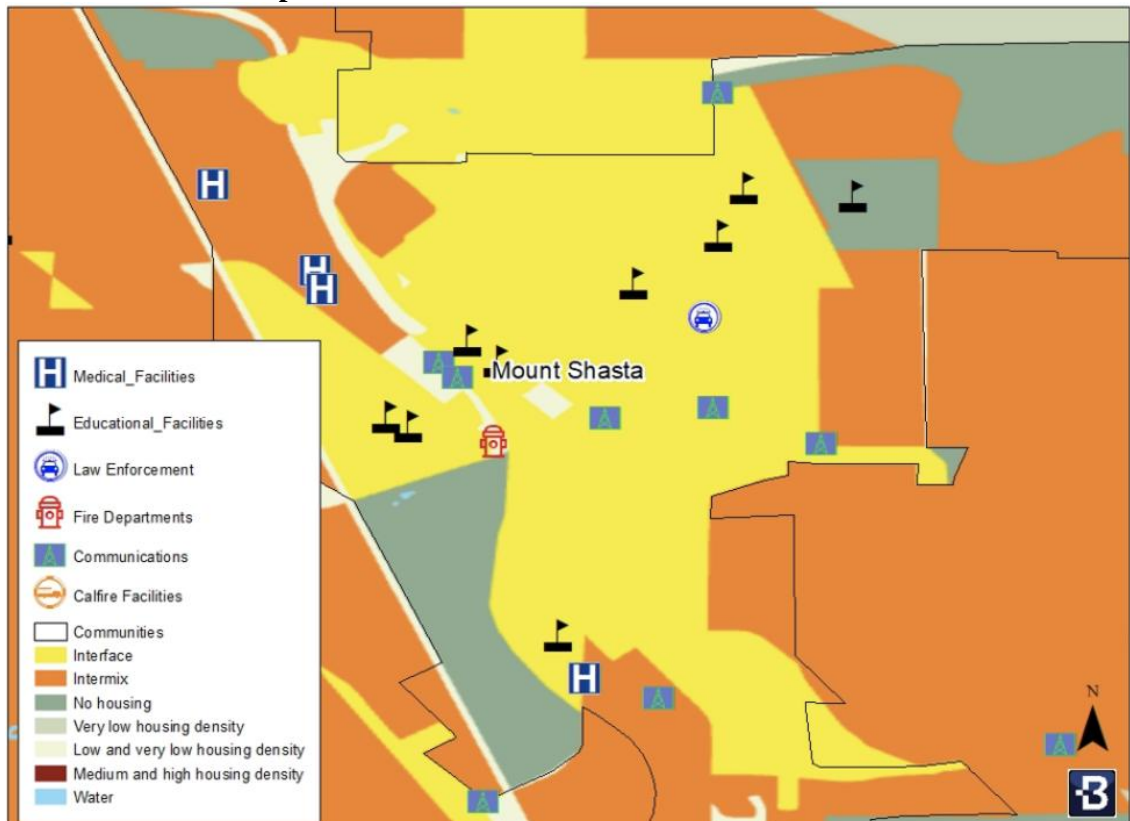 H
H
H
Mount Shasta
H
H Medical_Facilities
Educational_Facilities
Law Enforcement
Fire Departments
Communications
Calfire Facilities
Communities
Interface
Intermix
No housing
Very low housing density
Low and very low housing density
Medium and high housing density
Water
N
B